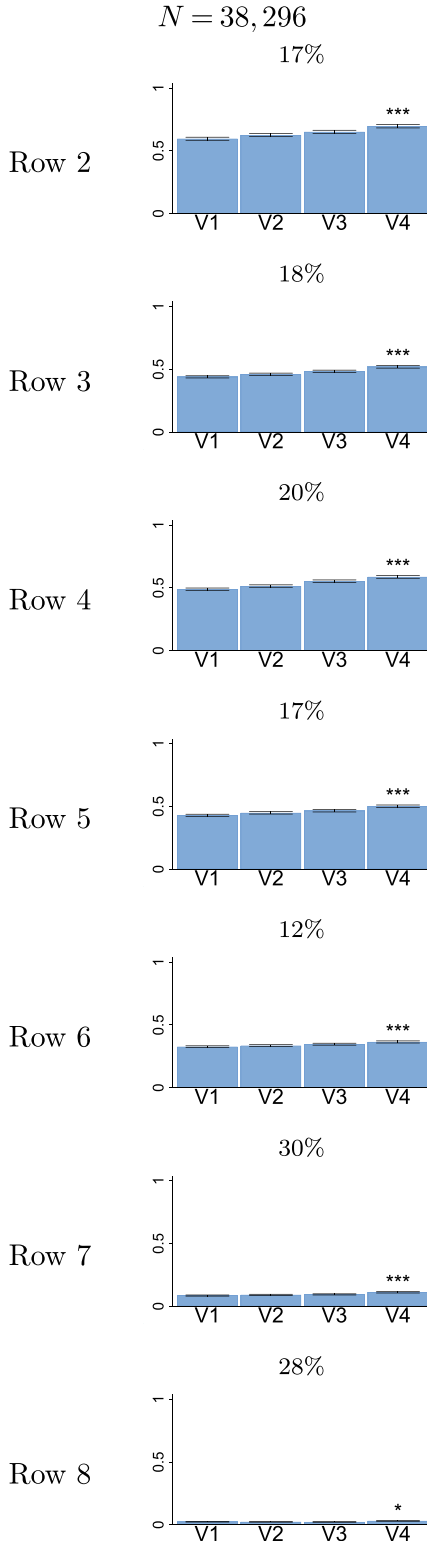 N = 38, 296
17%
1
***
0.5
Row 2
0
V1 V2 V3 V4
18%
1
***
0.5
Row 3
0
V1 V2 V3 V4
20%
1
***
0.5
Row 4
0
V1 V2 V3 V4
17%
1
***
0.5
Row 5
0
V1 V2 V3 V4
12%
1
***
0.5
Row 6
0
V1 V2 V3 V4
30%
1
0.5
Row 7
***
0
V1 V2 V3 V4
28%
1
0.5
Row 8
*
0
V1 V2 V3 V4